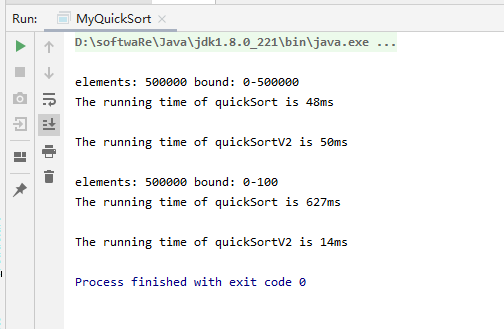 Run: MyQuickSort
D:\softwaRe\Java\jdk1.8.0_221\bin\java.exe ...
elements: 500000 bound: 0-500000
The running time of quickSort is 48ms
The running time of quickSortV2 is 50ms
elements: 500000 bound: 0-100
The running time of quickSort is 627ms
The running time of quickSortV2 is 14ms
Process finished with exit code 0